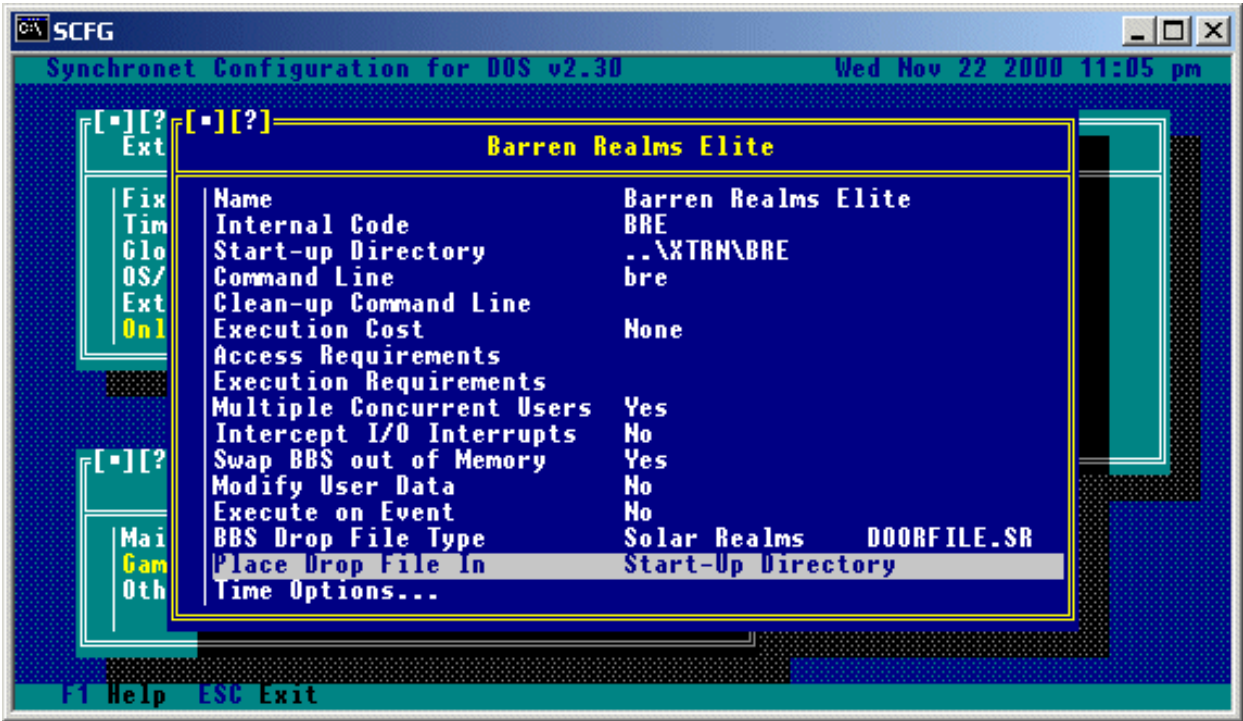 SCFG
Synchronet Configuration for DOS v2.30 Wed Nov 22 2000 11:05 pm
[?
[?]
Ext
Barren Realms Elite
Fix
Tim
Glo
OS/
Ext
Onl
Name Barren Realms Elite
Internal Code BRE
Start-up Directory ..\XTRN\BRE
Command Line bre
Clean-up Command Line
Execution Cost None
Access Requirements
Execution Requirements
Multiple Concurrent Users Yes
Intercept I/O Interrupts No
Swap BBS out of Memory Yes
Modify User Data No
Execute on Event No
BBS Drop File Type Solar Realms DOORFILE.SR
Place Drop File In Start-Up Directory
Time Options...
[?
Mai
Gam
Oth
F1 Help ESC Exit